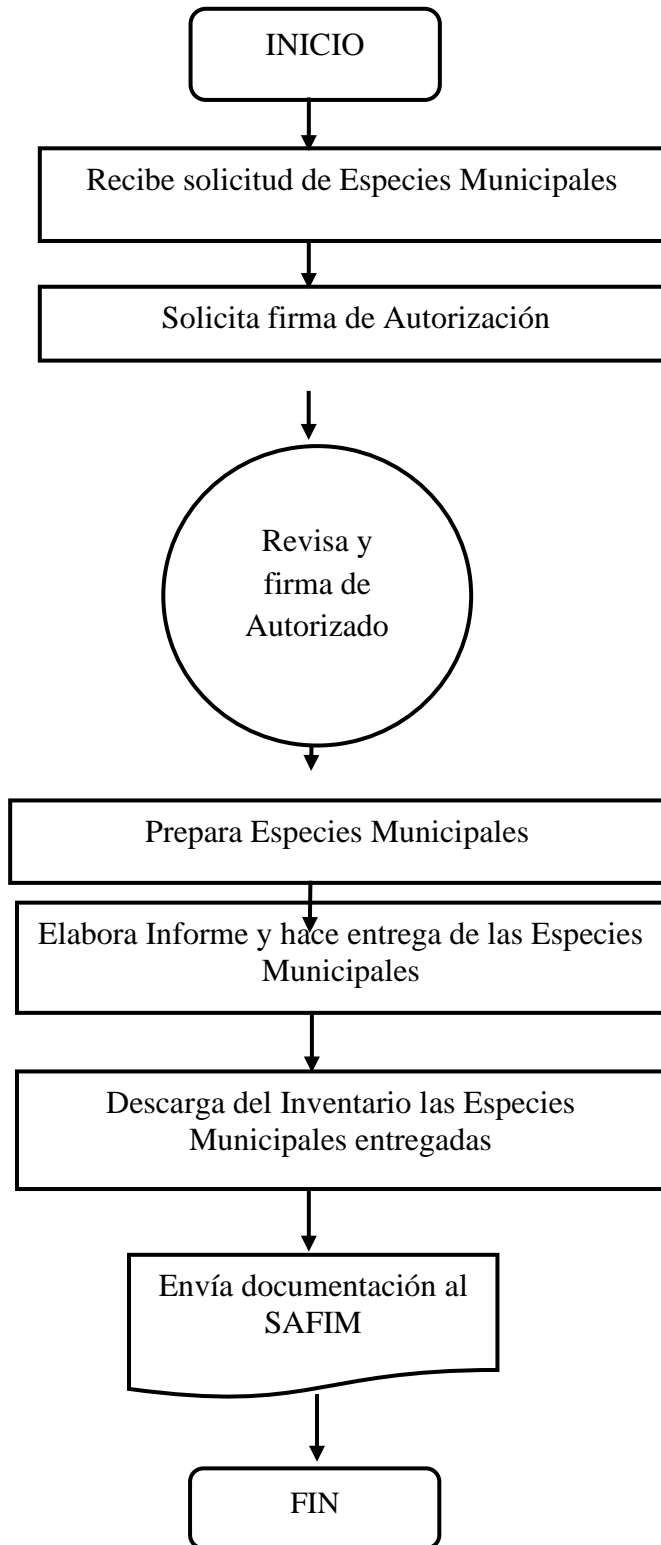 INICIO
Recibe solicitud de Especies Municipales
Solicita firma de Autorización
Revisa y
firma de
Autorizado
Prepara Especies Municipales
Elabora Informe y hace entrega de las Especies
Municipales
Descarga del Inventario las Especies
Municipales entregadas
Envía documentación al
SAFIM
FIN